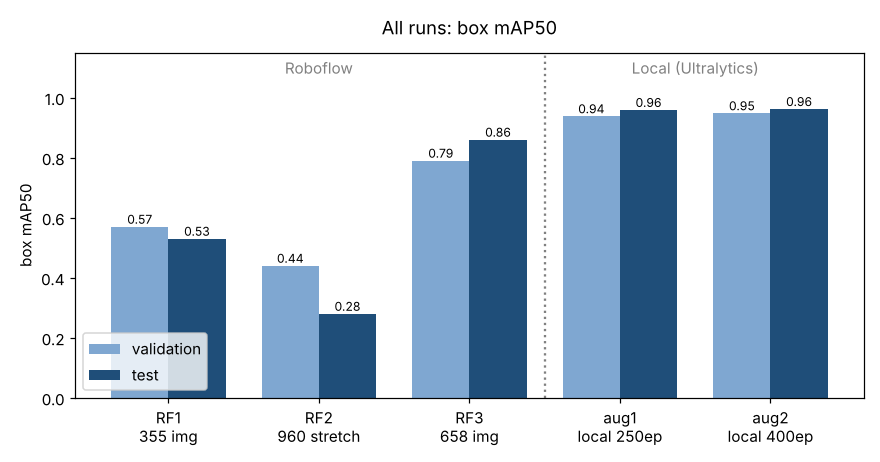 All runs: box mAP50
Roboflow
Local (Ultralytics)
box mAP50
1.0
0.8
0.6
0.4
0.2
0.0
0.57
0.53
0.44
0.28
0.79
0.86
0.94
0.96
0.95
0.96
validation
test
RF1
355 img
RF2
960 stretch
RF3
658 img
aug1
local 250ep
aug2
local 400ep